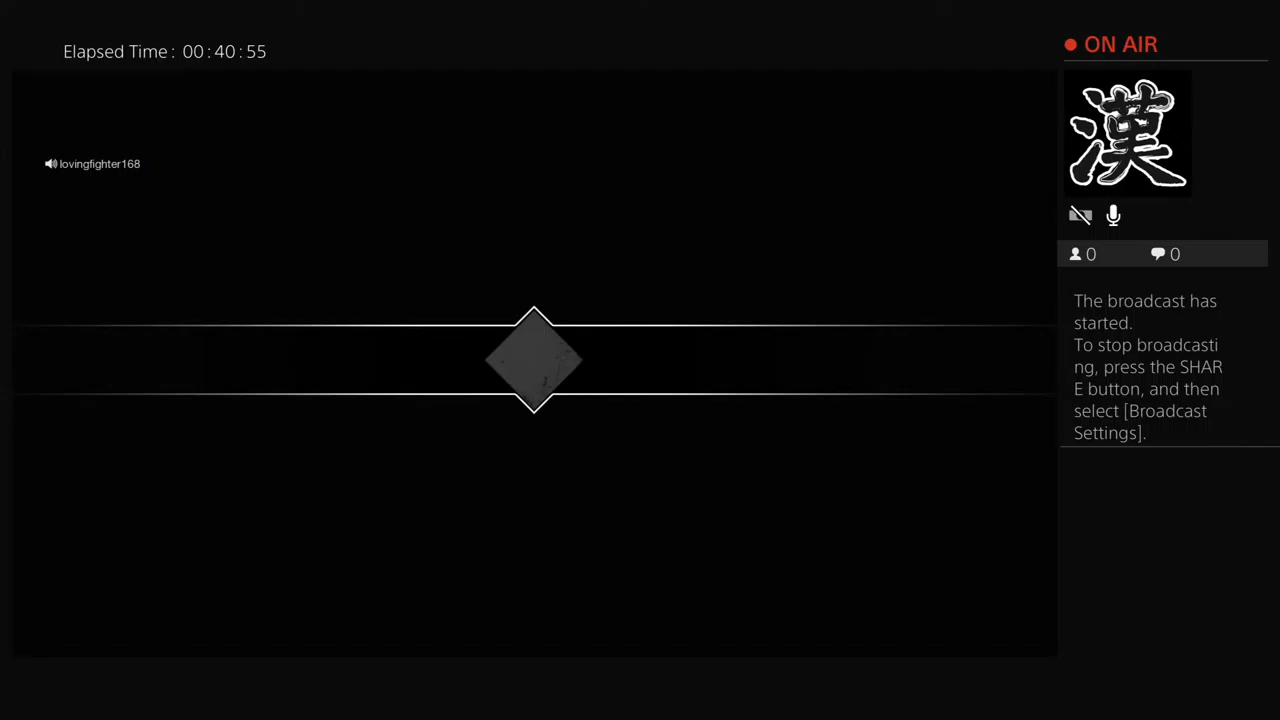 Elapsed Time : 00 : 40 : 55
ON AIR
漢
lovingfighter168
0
0
The broadcast has
started.
To stop broadcasti
ng, press the SHAR
E button, and then
select [Broadcast
Settings].